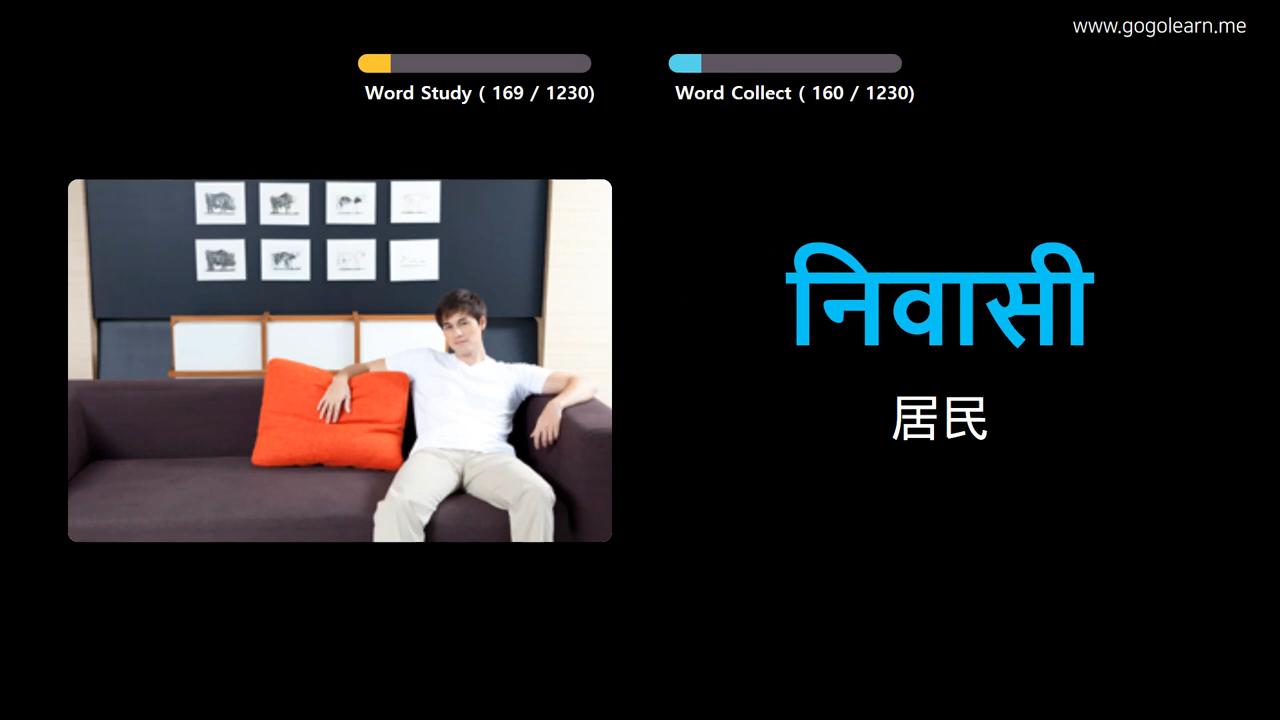 www.gogolearn.me
Word Study ( 169 / 1230)
Word Collect ( 160 / 1230)
निवासी
居民